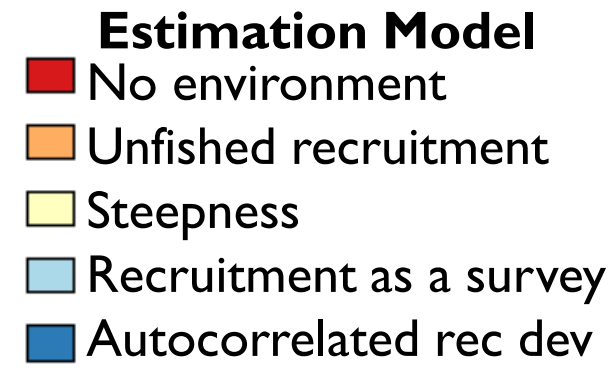 Estimation Model
No environment
Unfished recruitment
Steepness
Recruitment as a survey
Autocorrelated rec dev